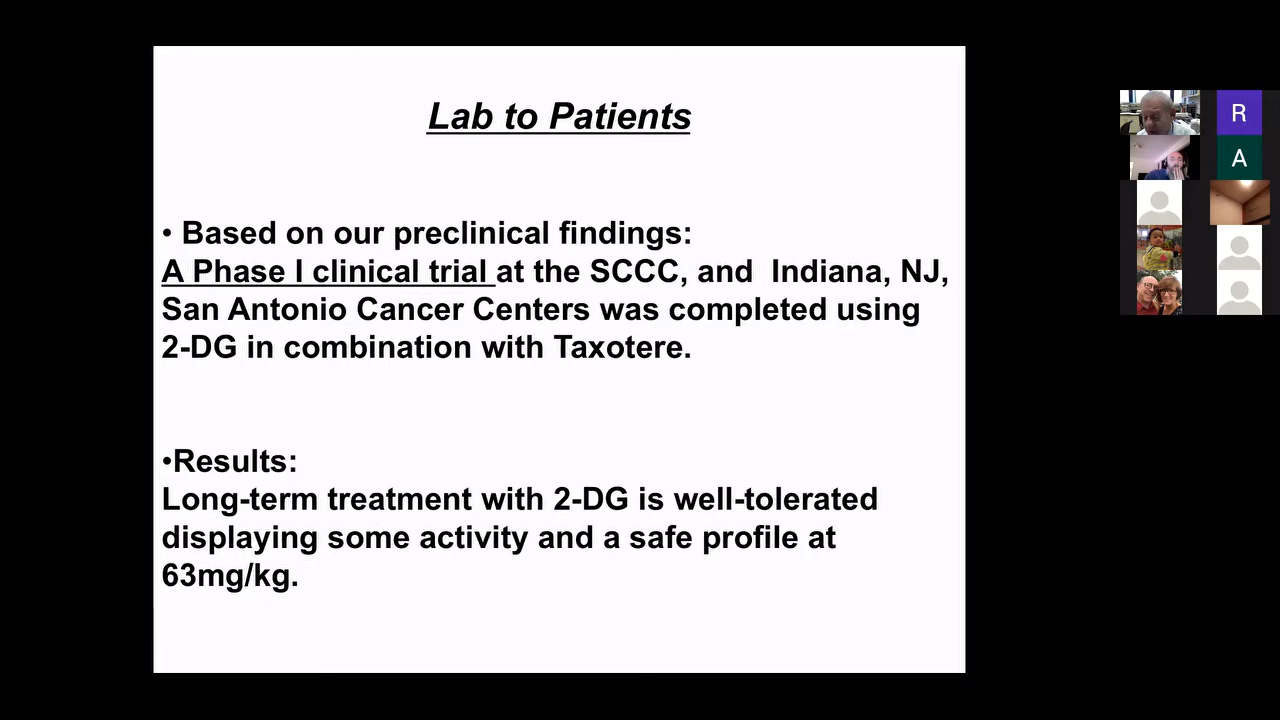 Lab to Patients
• Based on our preclinical findings:
A Phase I clinical trial at the SCCC, and  Indiana, NJ,
San Antonio Cancer Centers was completed using
2-DG in combination with Taxotere.
•Results:
Long-term treatment with 2-DG is well-tolerated
displaying some activity and a safe profile at
63mg/kg.
R
A